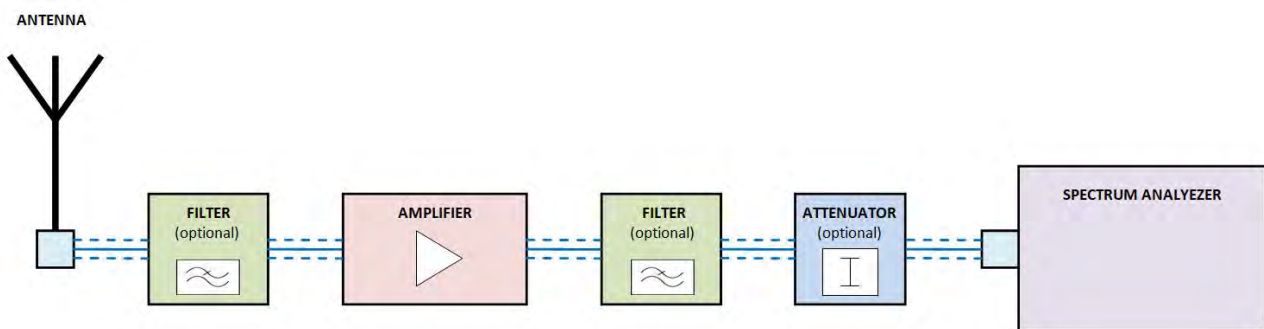 ANTENNA
FILTER
(optional)
AMPLIFIER
FILTER
(optional)
ATTENUATOR
(optional)
SPECTRUM ANALYEZER